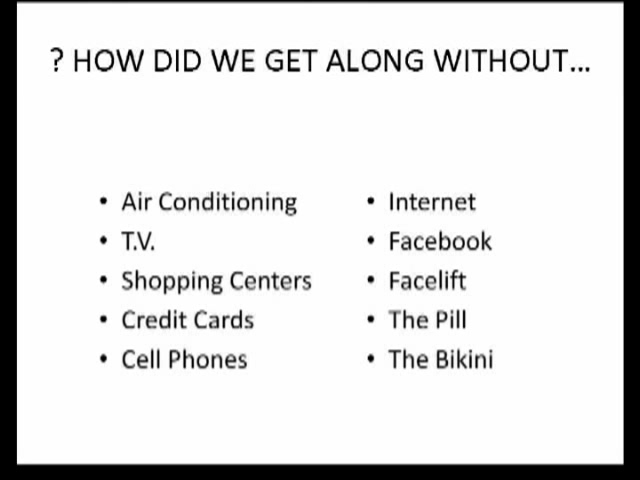 ? HOW DID WE GET ALONG WITHOUT...
• Air Conditioning
• T.V.
• Shopping Centers
• Credit Cards
• Cell Phones
• Internet
• Facebook
• Facelift
• The Pill
• The Bikini